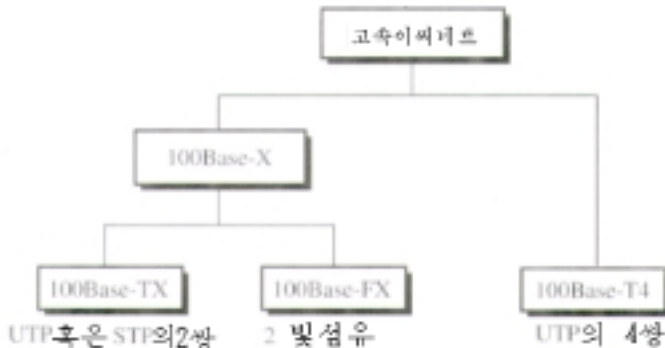 고속이써네트
100Base-X
100Base-TX
100Base-FX
100Base-T4
UTP혹은 STP의2쌍
2 빛섬유
UTP의 4쌍